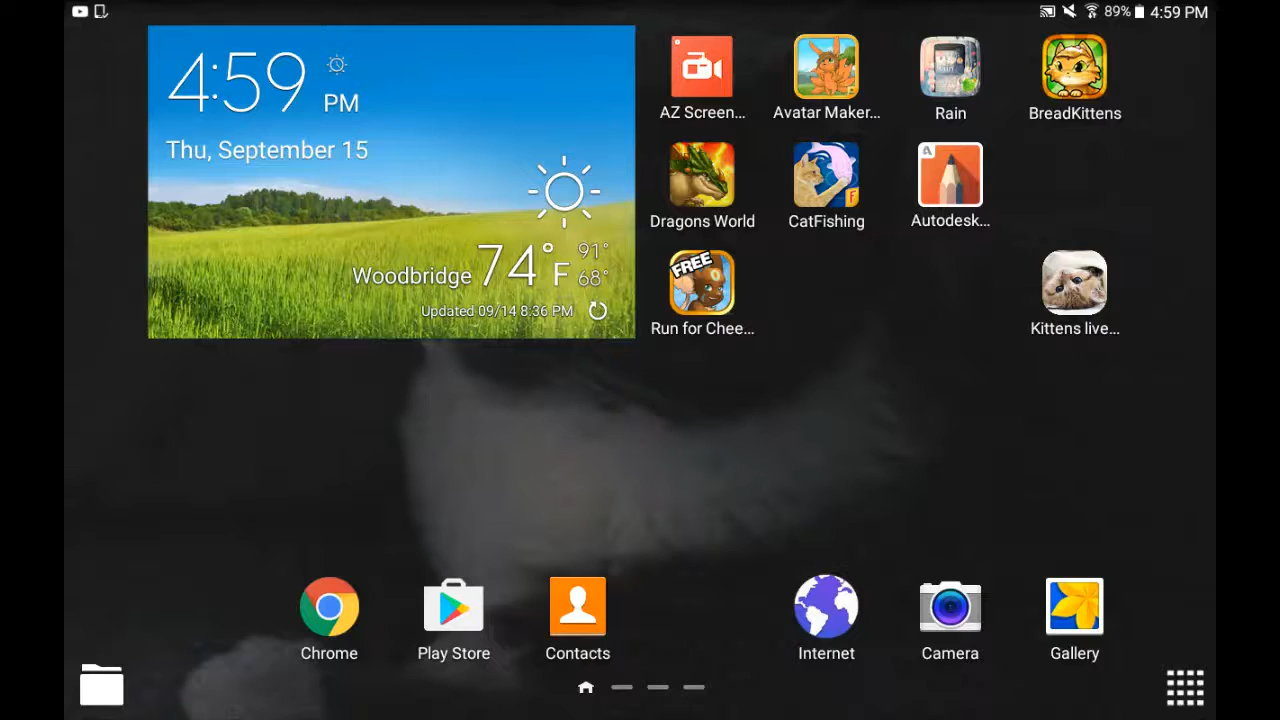 89% 4:59 PM
4:59 PM
Thu, September 15
Woodbridge 74° F 91° 68°
Updated 09/14 8:36 PM
AZ Screen... Avatar Maker... Rain BreadKittens
Dragons World CatFishing Autodesk...
FREE
Run for Chee... Kittens live...
Chrome Play Store Contacts Internet Camera Gallery